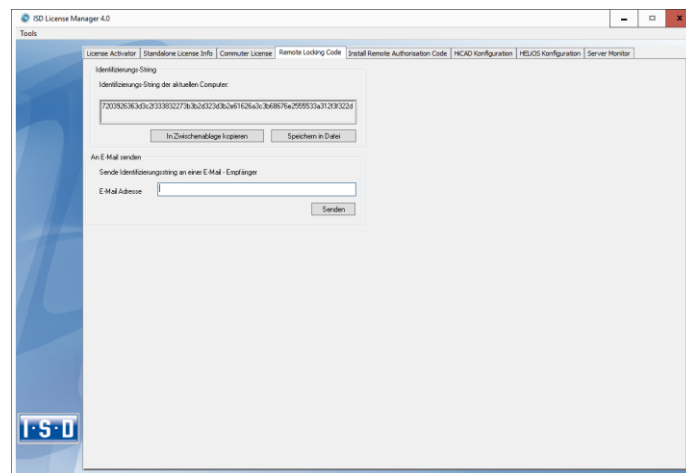 ISD License Manager 4.0
Tools
License Activator Standalone License Info Commuter License Remote Locking Code Install Remote Authorisation Code HiCAD Konfiguration HELIOS Konfiguration Server Monitor
Identifizierungs-String
Identifizierungs-String der aktuellen Computer:
In Zwischenablage kopieren Speichern in Datei
An E-Mail senden
Sende Identifizierungsstring an einer E-Mail - Empfänger
E-Mail Adresse
Senden
I·S·D